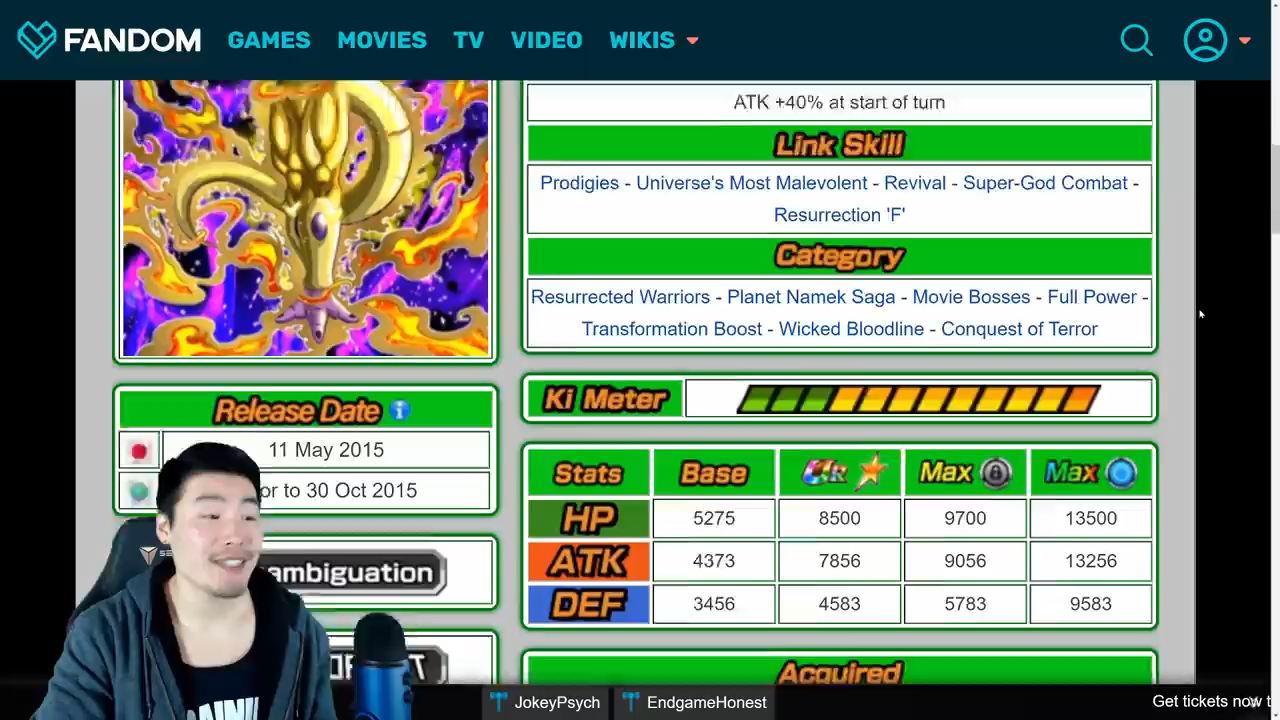 FANDOM GAMES MOVIES TV VIDEO WIKIS
ATK +40% at start of turn
Link Skill
Prodigies - Universe's Most Malevolent - Revival - Super-God Combat -
Resurrection 'F'
Category
Resurrected Warriors - Planet Namek Saga - Movie Bosses - Full Power -
Transformation Boost - Wicked Bloodline - Conquest of Terror
Release Date
11 May 2015
or to 30 Oct 2015
ambiguation
Ki Meter
Stats Base Max Max
HP 5275 8500 9700 13500
ATK 4373 7856 9056 13256
DEF 3456 4583 5783 9583
Acquired
JokeyPsych EndgameHonest Get tickets now t